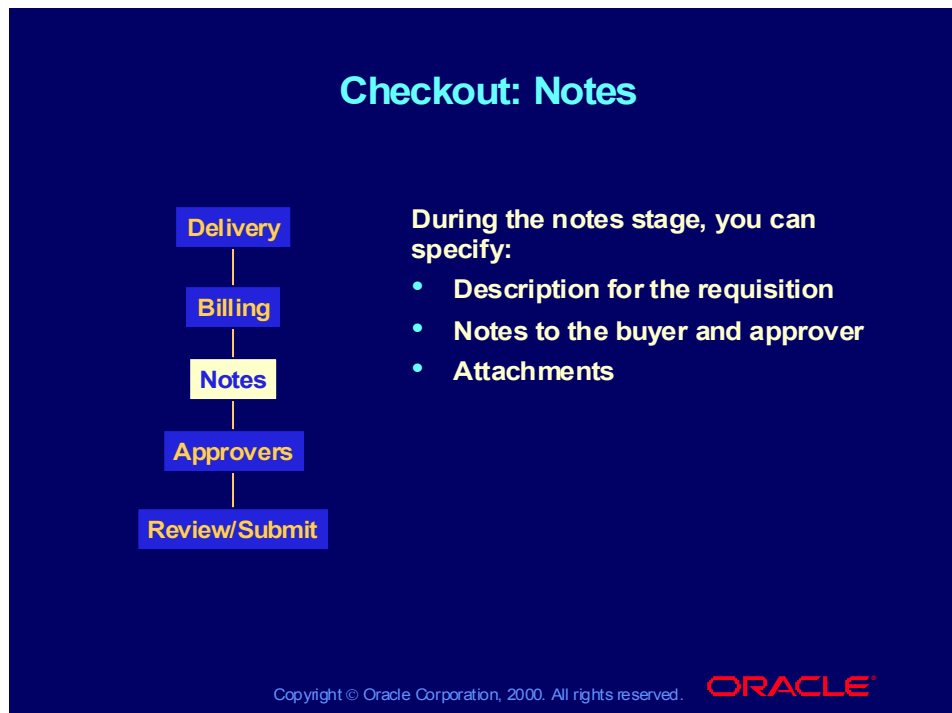 Checkout: Notes
Delivery
Billing
Notes
Approvers
Review/Submit
During the notes stage, you can
specify:
• Description for the requisition
• Notes to the buyer and approver
• Attachments
Copyright © Oracle Corporation, 2000. All rights reserved.
ORACLE®